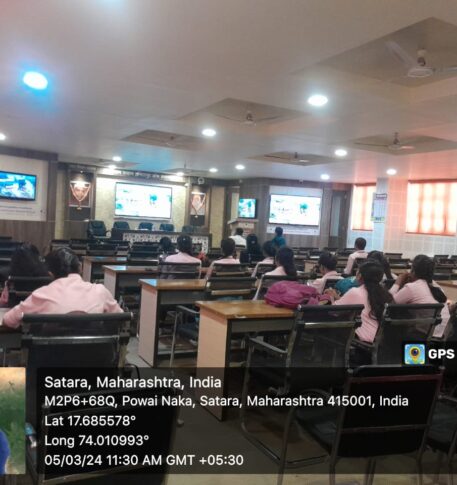 GPS
Satara, Maharashtra, India
M2P6+68Q, Powai Naka, Satara, Maharashtra 415001, India
Lat 17.685578°
Long 74.010993°
05/03/24 11:30 AM GMT +05:30